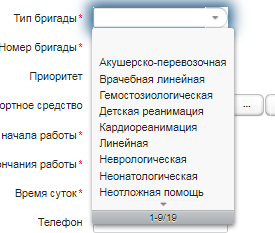 Тип бригады *
Номер бригады *
Акушерско-перевозочная
Приоритет
Врачебная линейная
Гемостозиологическая
ортное средство
Детская реанимация
...
Кардиореанимация
начала работы *
Линейная
Неврологическая
ончания работы *
Неонатологическая
Время суток *
Неотложная помощь
Телефон
1-9/19